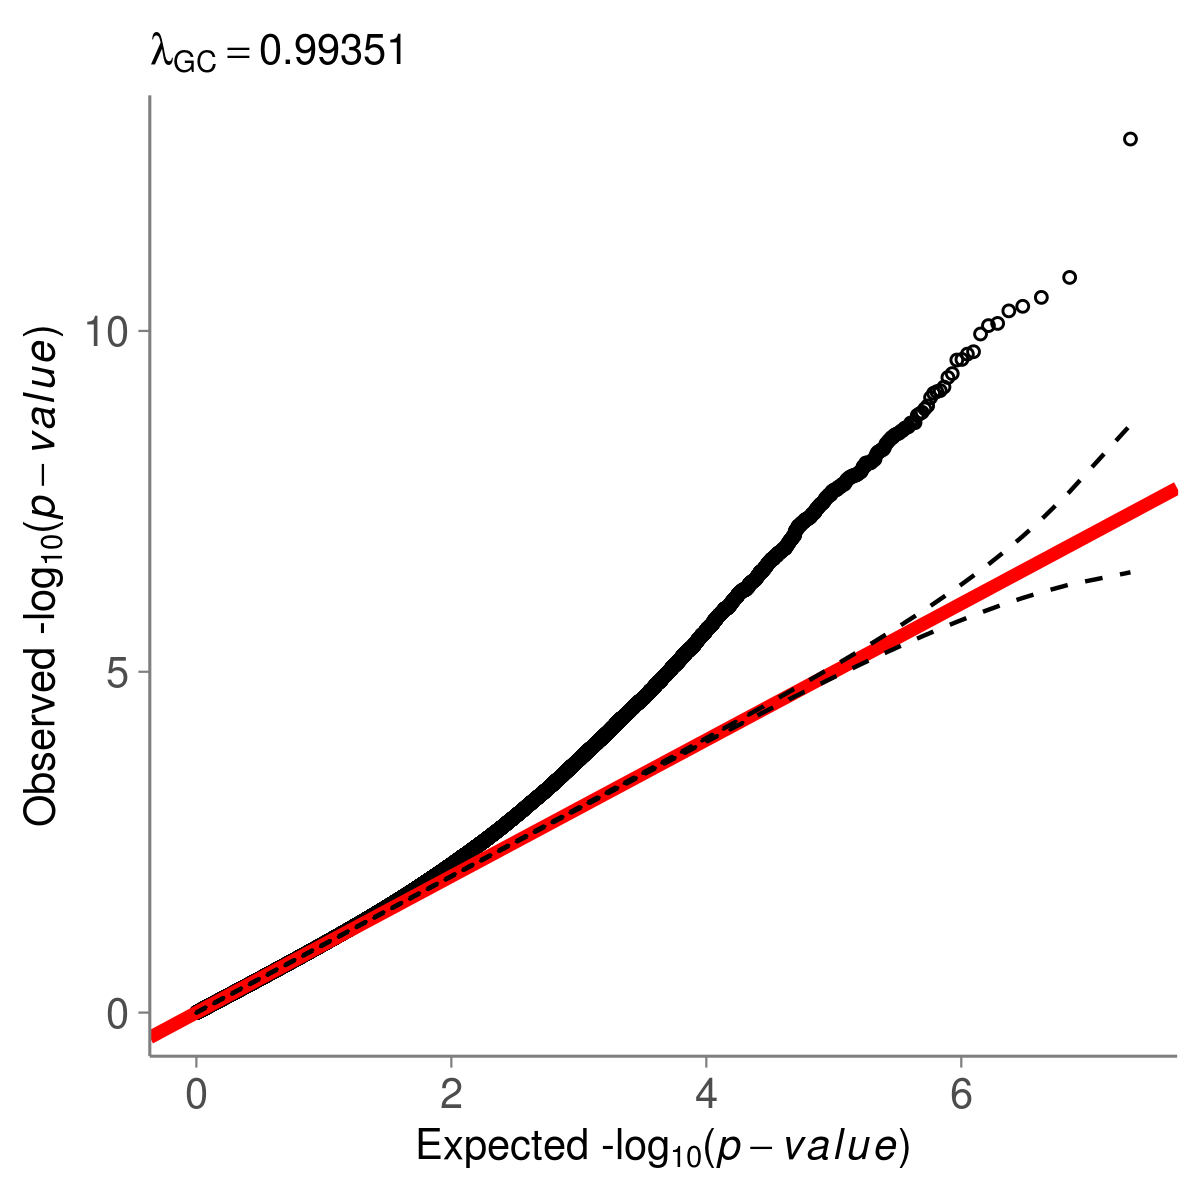 λGC = 0.99351
10
5
0
Observed -log10(p − value)
0 2 4 6
Expected -log10(p − value)